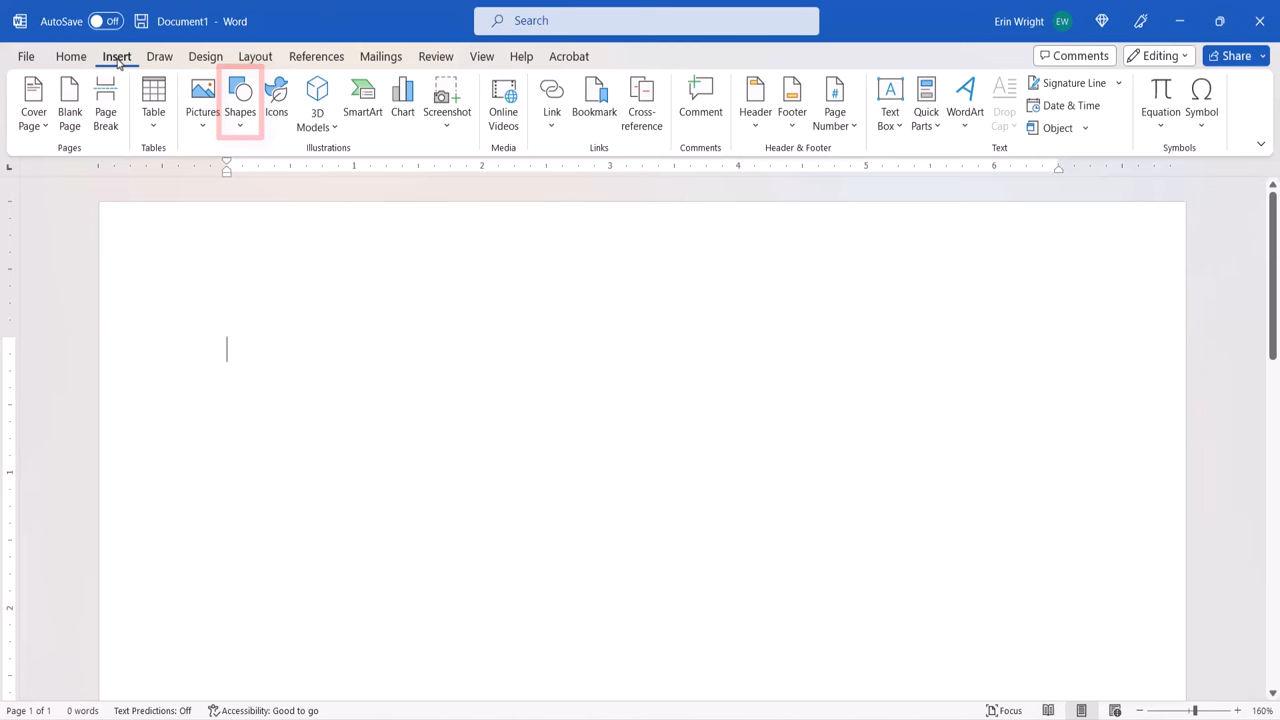 AutoSave Off Document1 - Word Search Erin Wright EW
File Home Insert Draw Design Layout References Mailings Review View Help Acrobat Comments Editing Share
Cover Page Blank Page Page Break Table Pictures Shapes Icons 3D Models SmartArt Chart Screenshot Online Videos Link Bookmark Cross-reference Comment Header Footer Page Number Text Box Quick Parts WordArt Drop Cap Signature Line Date & Time Object Equation Symbol
Pages Tables Illustrations Media Links Comments Header & Footer Text Symbols
1 2 3 4 5 6
1
2
Page 1 of 1 0 words Text Predictions: Off Accessibility: Good to go Focus 160%